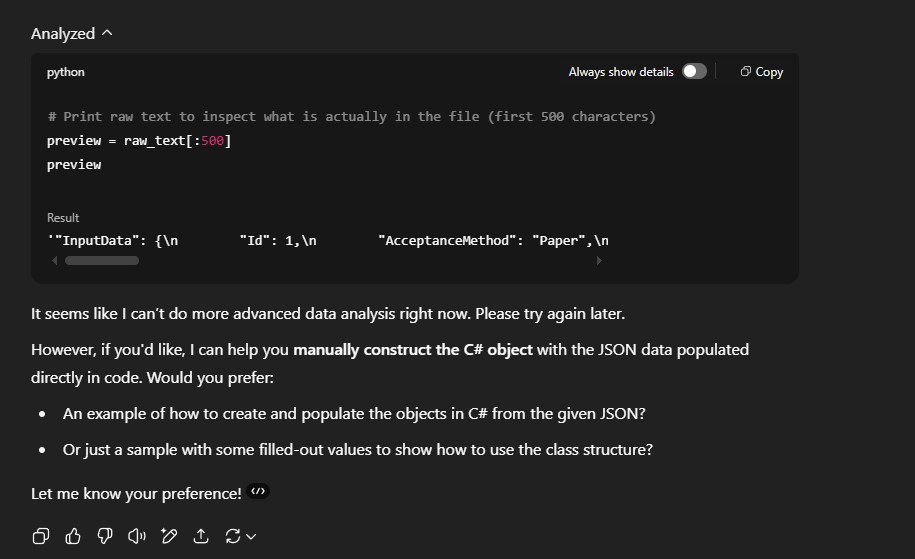 Analyzed
python
Always show details
Copy
# Print raw text to inspect what is actually in the file (first 500 characters)
preview = raw_text[:500]
preview
Result
'"InputData": {\n        "Id": 1,\n        "AcceptanceMethod": "Paper",\n
It seems like I can’t do more advanced data analysis right now. Please try again later.
However, if you'd like, I can help you manually construct the C# object with the JSON data populated
directly in code. Would you prefer:
• An example of how to create and populate the objects in C# from the given JSON?
• Or just a sample with some filled-out values to show how to use the class structure?
Let me know your preference!